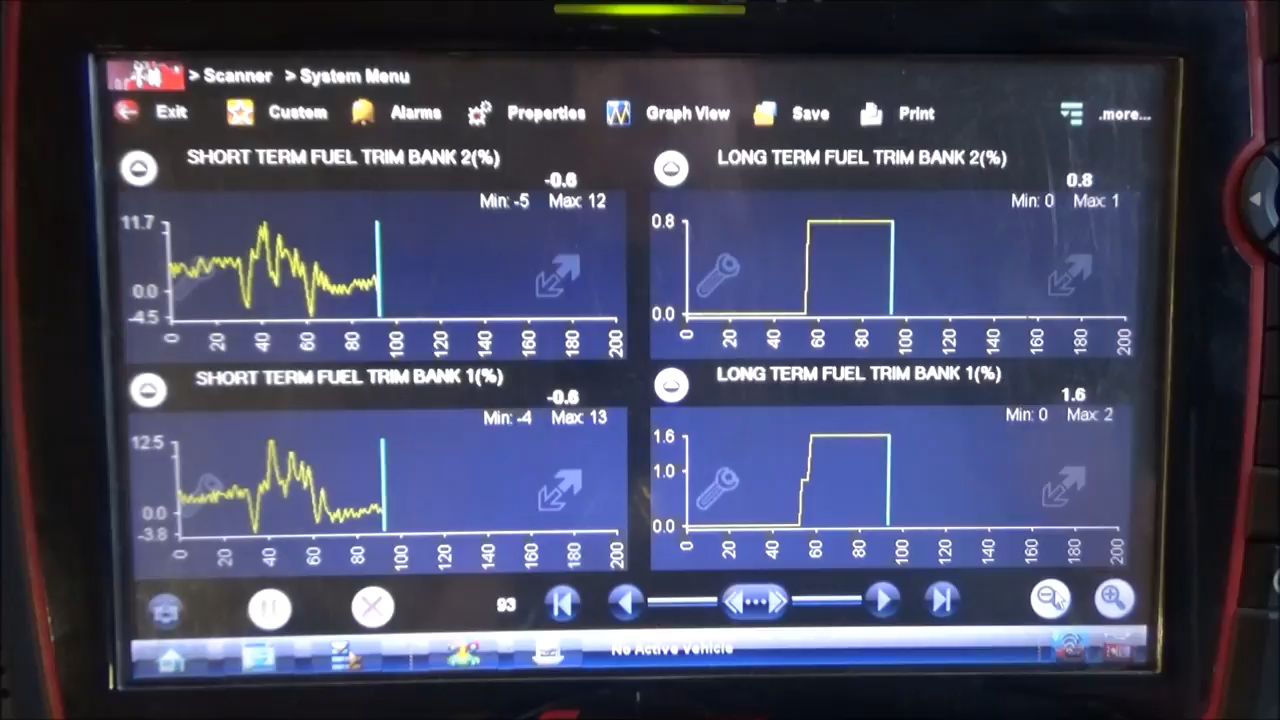 > Scanner > System Menu
Exit Custom Alarms Properties Graph View Save Print .more...
SHORT TERM FUEL TRIM BANK 2(%)
-0.6
Min: -5 Max: 12
11.7
0.0
-4.5
0 20 40 60 80 100 120 140 160 180 200
LONG TERM FUEL TRIM BANK 2(%)
0.8
Min: 0 Max: 1
0.8
0.0
0 20 40 60 80 100 120 140 160 180 200
SHORT TERM FUEL TRIM BANK 1(%)
-0.6
Min: -4 Max: 13
12.5
0.0
-3.8
0 20 40 60 80 100 120 140 160 180 200
LONG TERM FUEL TRIM BANK 1(%)
1.6
Min: 0 Max: 2
1.6
1.0
0.0
0 20 40 60 80 100 120 140 160 180 200
93
No Active Vehicle